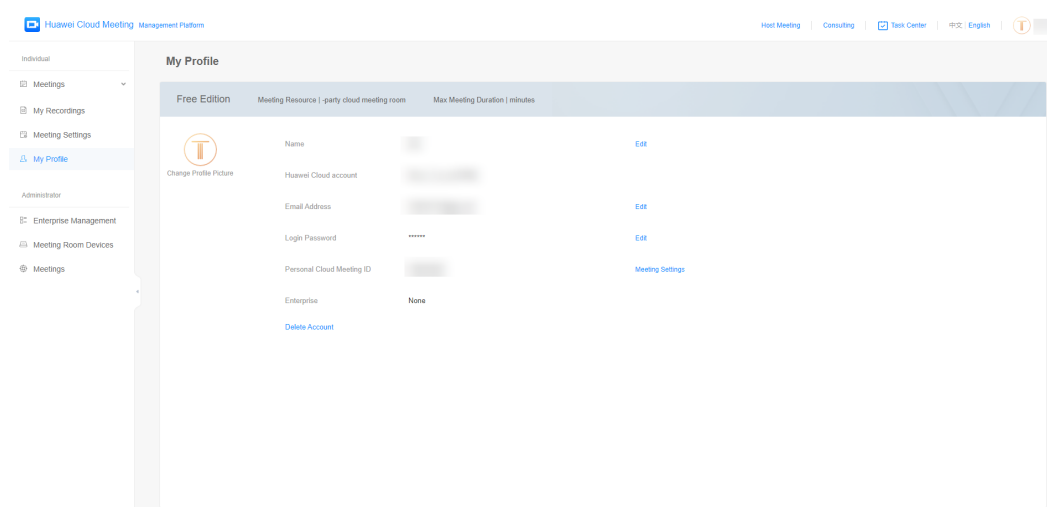 Huawei Cloud Meeting Management Platform
Host Meeting Consulting Task Center 中文 English
Individual
Meetings
My Recordings
Meeting Settings
My Profile
Administrator
Enterprise Management
Meeting Room Devices
Meetings
My Profile
Free Edition Meeting Resource | -party cloud meeting room Max Meeting Duration | minutes
Change Profile Picture
Name Edit
Huawei Cloud account
Email Address Edit
Login Password ****** Edit
Personal Cloud Meeting ID Meeting Settings
Enterprise None
Delete Account